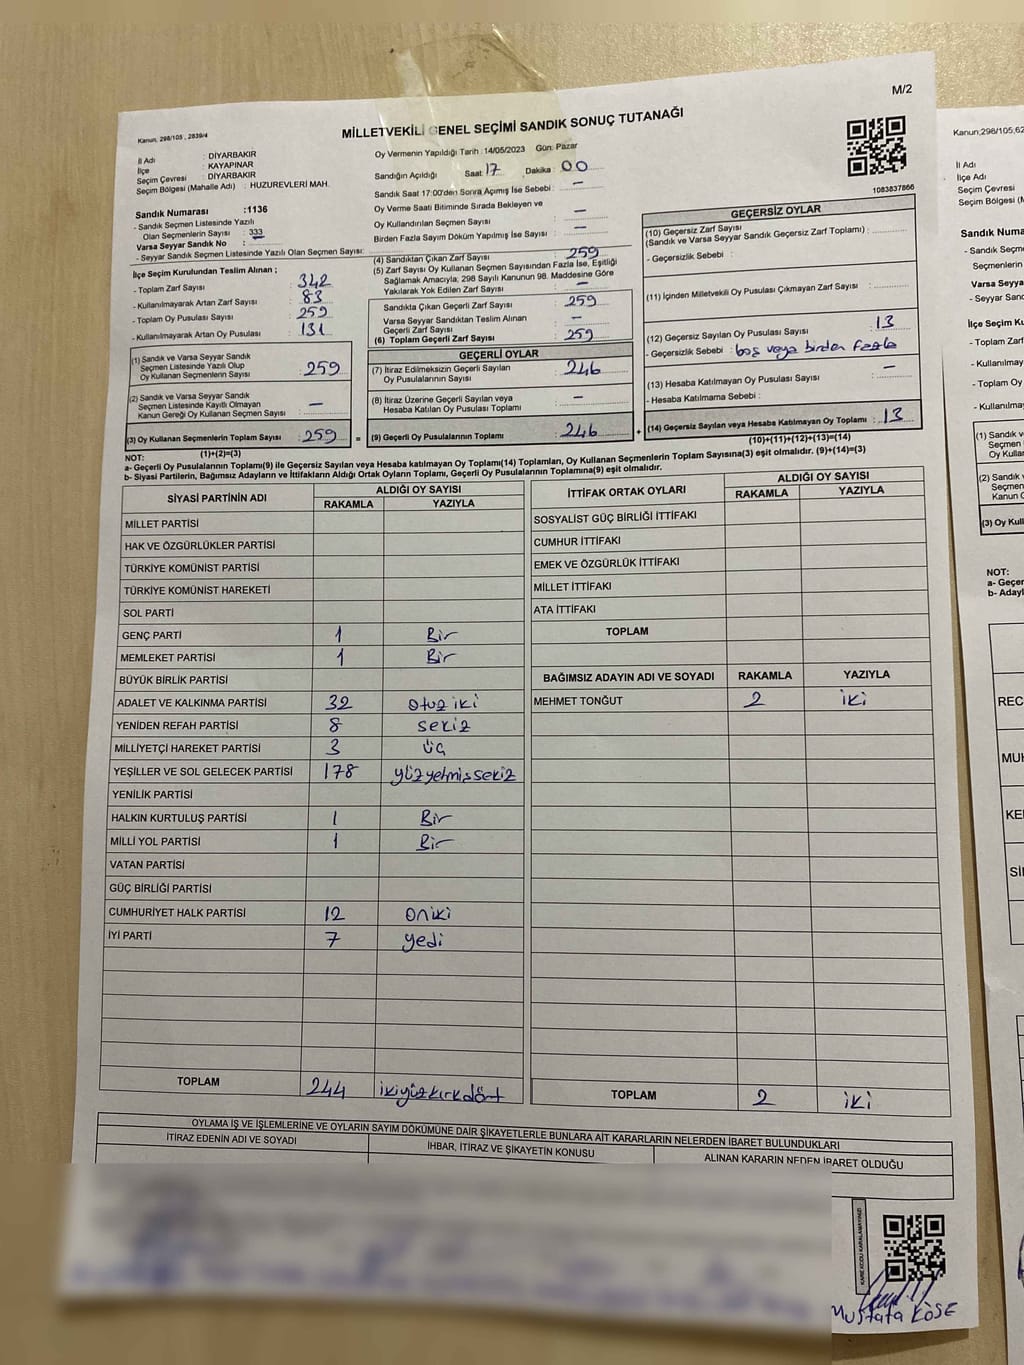 M/2
Kanun, 298/105 , 2839/4
MİLLETVEKİLİ GENEL SEÇİMİ SANDIK SONUÇ TUTANAĞI
İl Adı : DİYARBAKIR
İlçe : KAYAPINAR
Seçim Çevresi : DİYARBAKIR
Seçim Bölgesi (Mahalle Adı) : HUZUREVLERİ MAH.
Sandık Numarası :1136
- Sandık Seçmen Listesinde Yazılı
Olan Seçmenlerin Sayısı : 333
Varsa Seyyar Sandık No :
- Seyyar Sandık Seçmen Listesinde Yazılı Olan Seçmen Sayısı:
İlçe Seçim Kurulundan Teslim Alınan ;
- Toplam Zarf Sayısı : 342
- Kullanılmayarak Artan Zarf Sayısı : 83
- Toplam Oy Pusulası Sayısı : 259
- Kullanılmayarak Artan Oy Pusulası : 131
(1) Sandık ve Varsa Seyyar Sandık
Seçmen Listesinde Yazılı Olup
Oy Kullanan Seçmenlerin Sayısı : 259
(2) Sandık ve Varsa Seyyar Sandık
Seçmen Listesinde Kayıtlı Olmayan
Kanun Gereği Oy Kullanan Seçmen Sayısı : –
(3) Oy Kullanan Seçmenlerin Toplam Sayısı : 259
(1)+(2)=(3)
Oy Vermenin Yapıldığı Tarih : 14/05/2023 Gün: Pazar
Sandığın Açıldığı Saat : 17 Dakika : 00
Sandık Saat 17:00'den Sonra Açımış İse Sebebi : –
Oy Verme Saati Bitiminde Sırada Bekleyen ve
Oy Kullandırılan Seçmen Sayısı : –
Birden Fazla Sayım Döküm Yapılmış İse Sayısı : –
(4) Sandıktan Çıkan Zarf Sayısı : 259
(5) Zarf Sayısı Oy Kullanan Seçmen Sayısından Fazla İse, Eşitliği
Sağlamak Amacıyla, 298 Sayılı Kanunun 98. Maddesine Göre
Yakılarak Yok Edilen Zarf Sayısı : –
Sandıkta Çıkan Geçerli Zarf Sayısı : 259
Varsa Seyyar Sandıktan Teslim Alınan
Geçerli Zarf Sayısı : –
(6) Toplam Geçerli Zarf Sayısı : 259
GEÇERLİ OYLAR
(7) İtiraz Edilmeksizin Geçerli Sayılan
Oy Pusulalarının Sayısı : 246
(8) İtiraz Üzerine Geçerli Sayılan veya
Hesaba Katılan Oy Pusulası Toplamı : –
= (9) Geçerli Oy Pusulalarının Toplamı : 246 +
1083837866
GEÇERSİZ OYLAR
(10) Geçersiz Zarf Sayısı
(Sandık ve Varsa Seyyar Sandık Geçersiz Zarf Toplamı) :
- Geçersizlik Sebebi :
(11) İçinden Milletvekili Oy Pusulası Çıkmayan Zarf Sayısı :
(12) Geçersiz Sayılan Oy Pusulası Sayısı : 13
- Geçersizlik Sebebi : boş veya birden fazla
(13) Hesaba Katılmayan Oy Pusulası Sayısı : –
- Hesaba Katılmama Sebebi :
(14) Geçersiz Sayılan veya Hesaba Katılmayan Oy Toplamı : 13
(10)+(11)+(12)+(13)=(14)
NOT:
a- Geçerli Oy Pusulalarının Toplamı(9) ile Geçersiz Sayılan veya Hesaba katılmayan Oy Toplamı(14) Toplamları, Oy Kullanan Seçmenlerin Toplam Sayısına(3) eşit olmalıdır. (9)+(14)=(3)
b- Siyasi Partilerin, Bağımsız Adayların ve İttifakların Aldığı Ortak Oyların Toplamı, Geçerli Oy Pusulalarının Toplamına(9) eşit olmalıdır.
SİYASİ PARTİNİN ADI ALDIĞI OY SAYISI
RAKAMLA YAZIYLA
MİLLET PARTİSİ
HAK VE ÖZGÜRLÜKLER PARTİSİ
TÜRKİYE KOMÜNİST PARTİSİ
TÜRKİYE KOMÜNİST HAREKETİ
SOL PARTİ
GENÇ PARTİ 1 Bir
MEMLEKET PARTİSİ 1 Bir
BÜYÜK BİRLİK PARTİSİ
ADALET VE KALKINMA PARTİSİ 32 otuz iki
YENİDEN REFAH PARTİSİ 8 sekiz
MİLLİYETÇİ HAREKET PARTİSİ 3 üç
YEŞİLLER VE SOL GELECEK PARTİSİ 178 yüzyetmişsekiz
YENİLİK PARTİSİ
HALKIN KURTULUŞ PARTİSİ 1 Bir
MİLLİ YOL PARTİSİ 1 Bir
VATAN PARTİSİ
GÜÇ BİRLİĞİ PARTİSİ
CUMHURİYET HALK PARTİSİ 12 oniki
İYİ PARTİ 7 yedi
TOPLAM 244 ikiyüzkırkdört
İTTİFAK ORTAK OYLARI ALDIĞI OY SAYISI
RAKAMLA YAZIYLA
SOSYALİST GÜÇ BİRLİĞİ İTTİFAKI
CUMHUR İTTİFAKI
EMEK VE ÖZGÜRLÜK İTTİFAKI
MİLLET İTTİFAKI
ATA İTTİFAKI
TOPLAM
BAĞIMSIZ ADAYIN ADI VE SOYADI RAKAMLA YAZIYLA
MEHMET TONĞUT 2 iki
TOPLAM 2 iki
OYLAMA İŞ VE İŞLEMLERİNE VE OYLARIN SAYIM DÖKÜMÜNE DAİR ŞİKAYETLERLE BUNLARA AİT KARARLARIN NELERDEN İBARET BULUNDUKLARI
İTİRAZ EDENİN ADI VE SOYADI İHBAR, İTİRAZ VE ŞİKAYETİN KONUSU ALINAN KARARIN NEDEN İBARET OLDUĞU
KARE KODU KARALAMAYINIZ!
Mustafa KÖSE
Kanun,298/105,62
İl Adı
İlçe Adı
Seçim Çevresi
Seçim Bölgesi (M
Sandık Numa
- Sandık Seçm
Seçmenlerin
Varsa Seyyar
- Seyyar Sand
İlçe Seçim K
- Toplam Zarf
- Kullanılmay
- Toplam Oy
- Kullanılma
(1) Sandık ve
Seçmen
Oy Kulla
(2) Sandık v
Seçmen
Kanun G
(3) Oy Kull
NOT:
a- Geçer
b- Adayl
REC
MUH
KE
Sİ